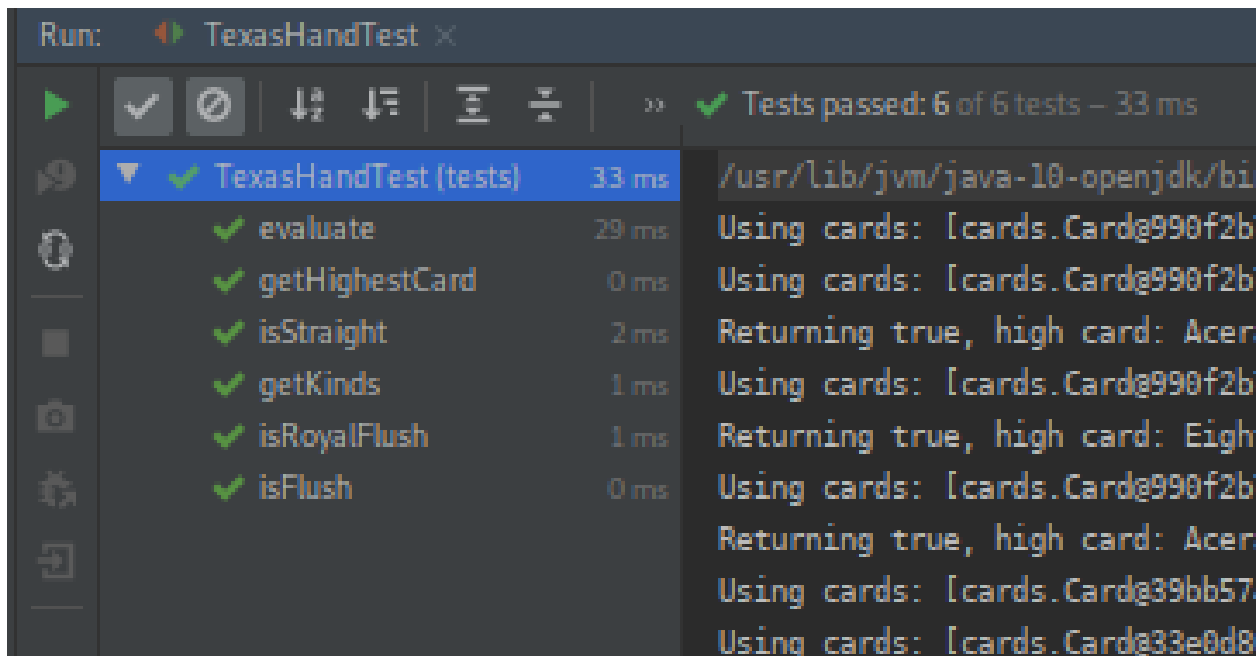 Run: TexasHandTest
Tests passed: 6 of 6 tests – 33 ms
TexasHandTest (tests) 33 ms
evaluate 29 ms
getHighestCard 0 ms
isStraight 2 ms
getKinds 1 ms
isRoyalFlush 1 ms
isFlush 0 ms
/usr/lib/jvm/java-10-openjdk/bin
Using cards: [cards.Card@990f2b
Using cards: [cards.Card@990f2b
Returning true, high card: Acer
Using cards: [cards.Card@990f2b
Returning true, high card: Eigh
Using cards: [cards.Card@990f2b
Returning true, high card: Acer
Using cards: [cards.Card@39bb57
Using cards: [cards.Card@33e0d8